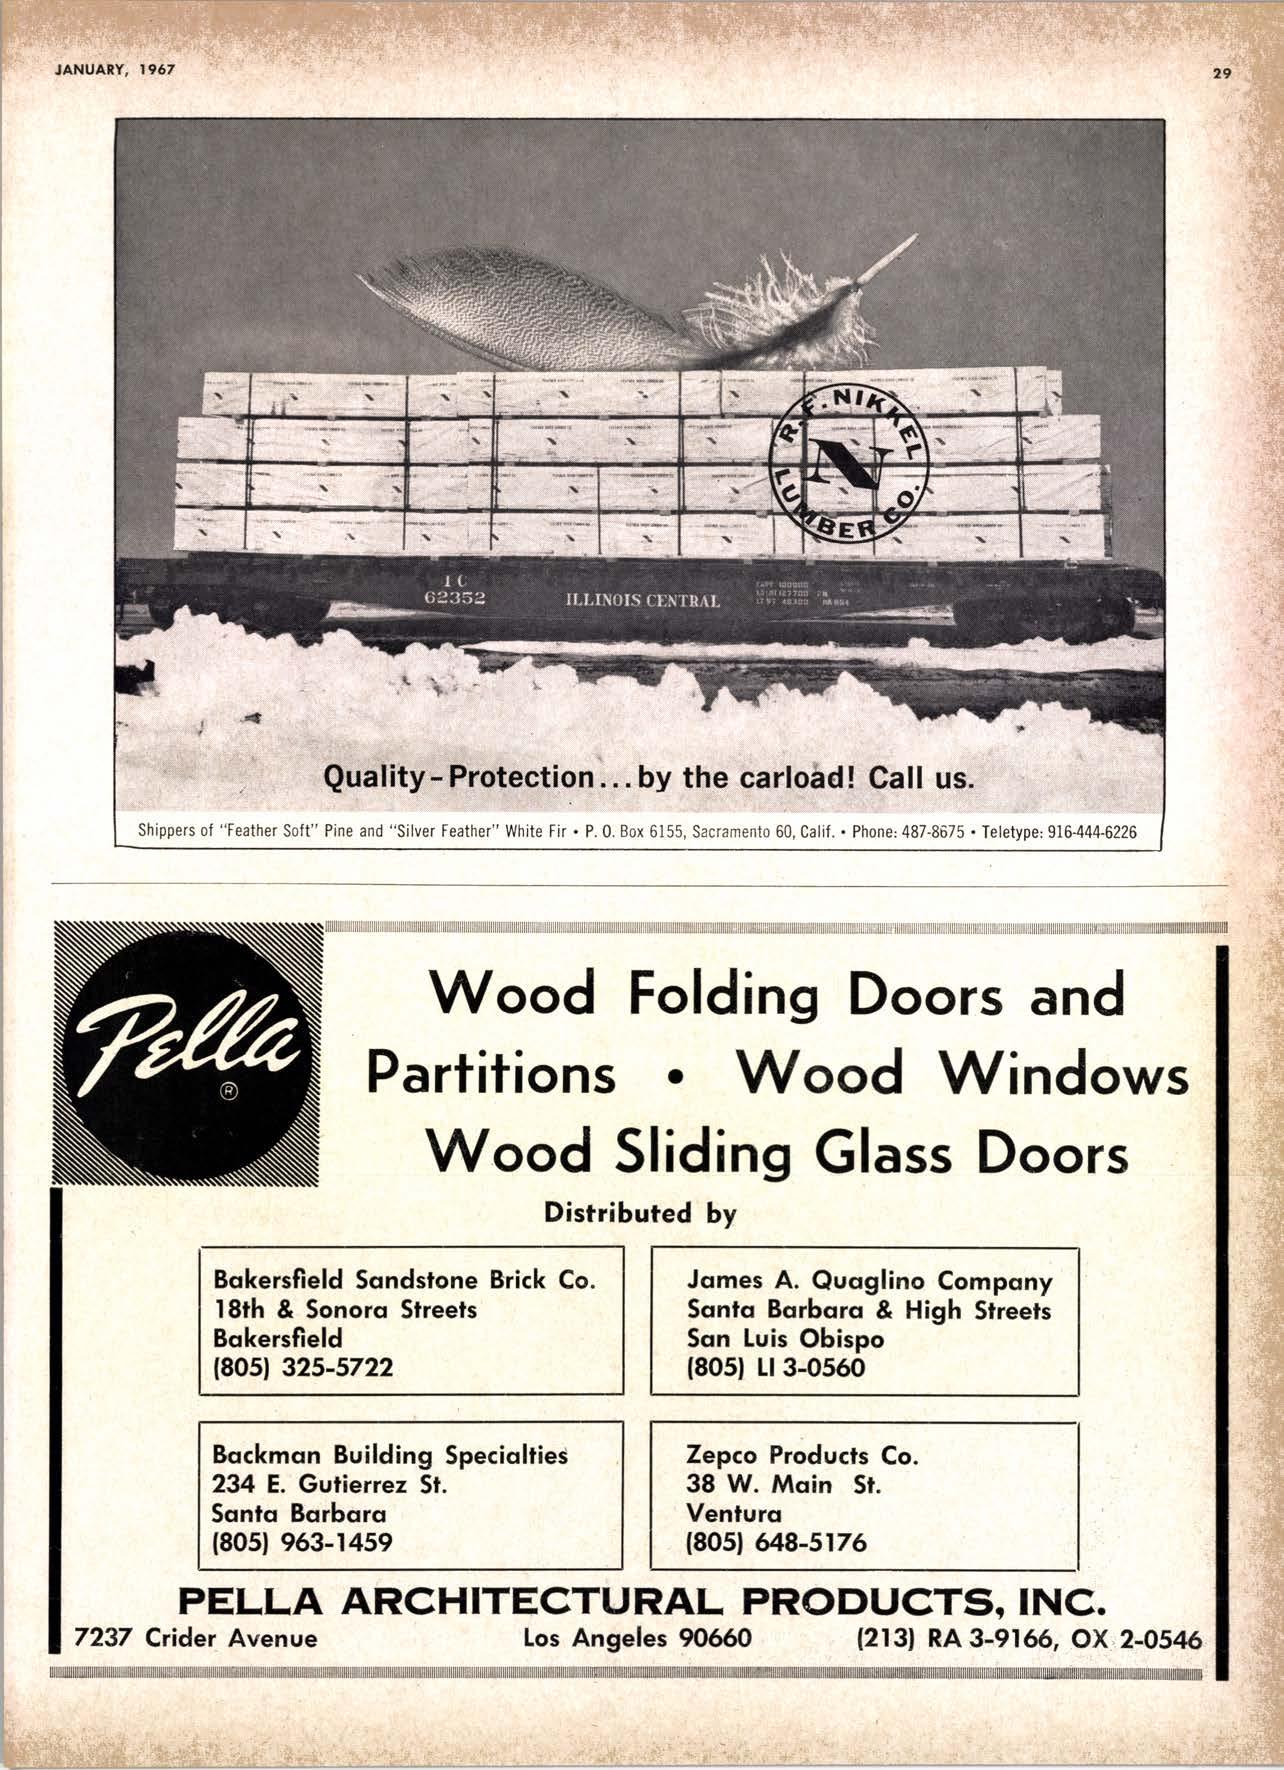 JANUARY, 1967
29
R. F. NIKKEL
N
LUMBER CO.
I C
62352
ILLINOIS CENTRAL
Quality-Protection...by the carload! Call us.
Shippers of "Feather Soft" Pine and "Silver Feather" White Fir • P. O. Box 6155, Sacramento 60, Calif. • Phone: 487-8675 • Teletype: 916-444-6226
Pella
®
Wood Folding Doors and
Partitions • Wood Windows
Wood Sliding Glass Doors
Distributed by
Bakersfield Sandstone Brick Co.
18th & Sonora Streets
Bakersfield
(805) 325-5722
James A. Quaglino Company
Santa Barbara & High Streets
San Luis Obispo
(805) LI 3-0560
Backman Building Specialties
234 E. Gutierrez St.
Santa Barbara
(805) 963-1459
Zepco Products Co.
38 W. Main St.
Ventura
(805) 648-5176
PELLA ARCHITECTURAL PRODUCTS, INC.
7237 Crider Avenue Los Angeles 90660 (213) RA 3-9166, OX 2-0546